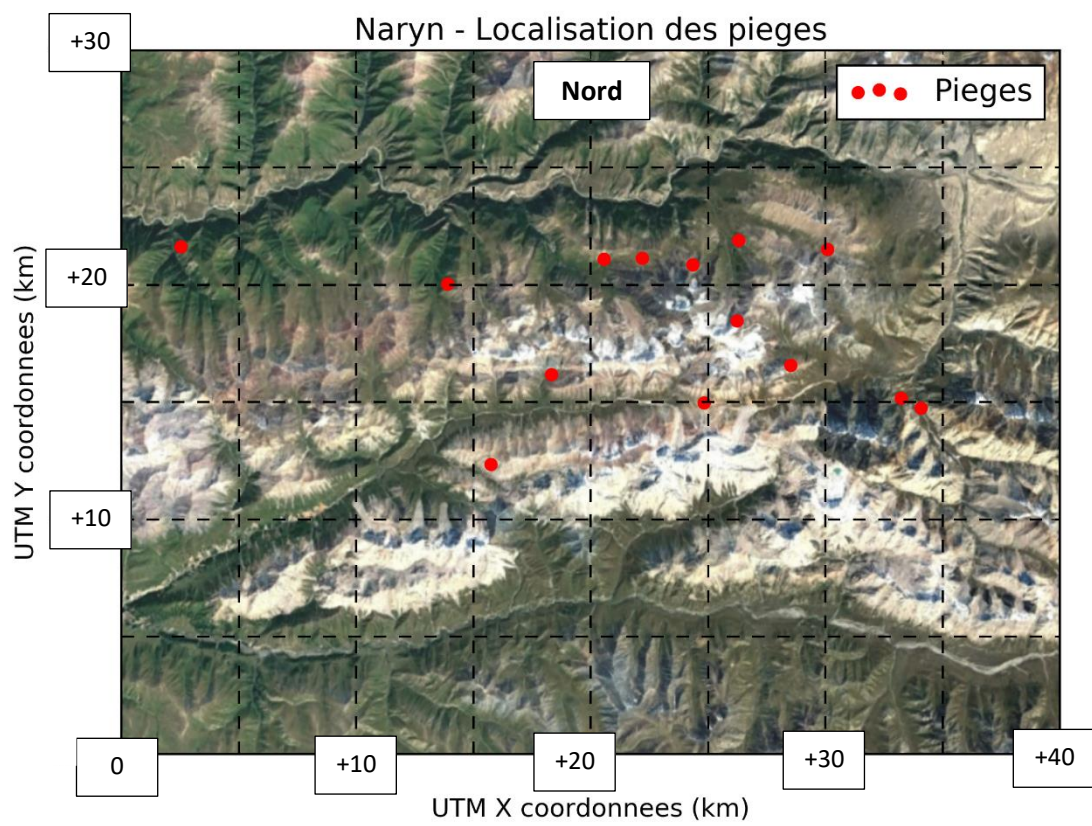 Naryn - Localisation des pieges
+30
Nord
Pieges
+20
+10
UTM Y coordonnees (km)
0
+10
+20
+30
+40
UTM X coordonnees (km)